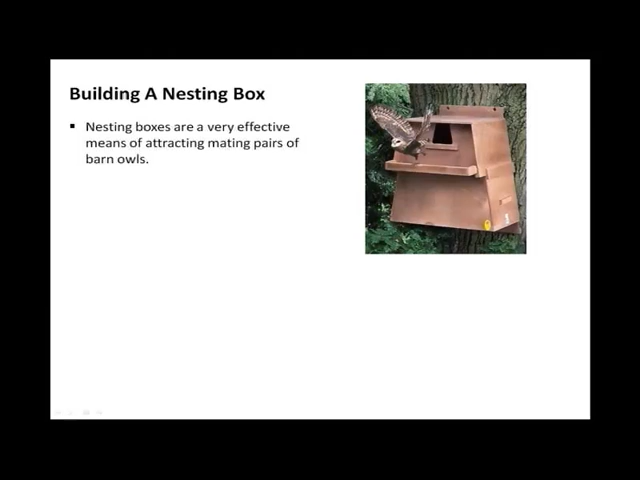 Building A Nesting Box
▪ Nesting boxes are a very effective
means of attracting mating pairs of
barn owls.